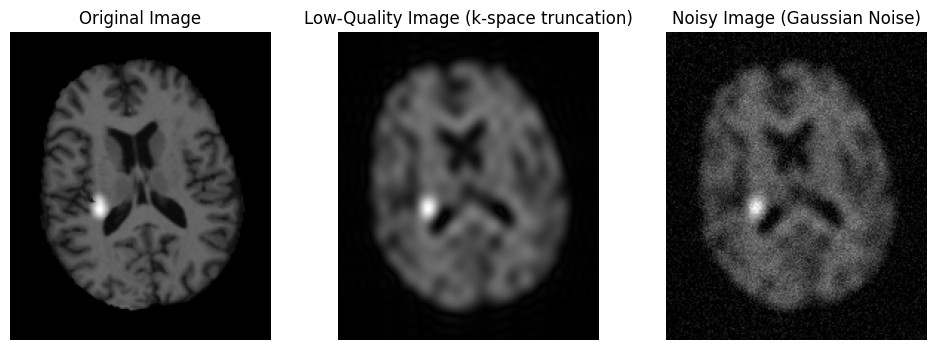 Original Image
Low-Quality Image (k-space truncation)
Noisy Image (Gaussian Noise)